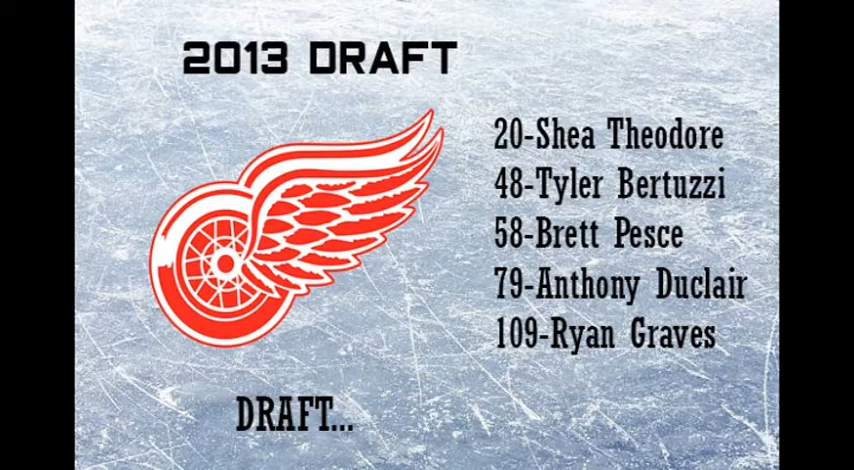 2013 DRAFT
20-Shea Theodore
48-Tyler Bertuzzi
58-Brett Pesce
79-Anthony Duclair
109-Ryan Graves
DRAFT...